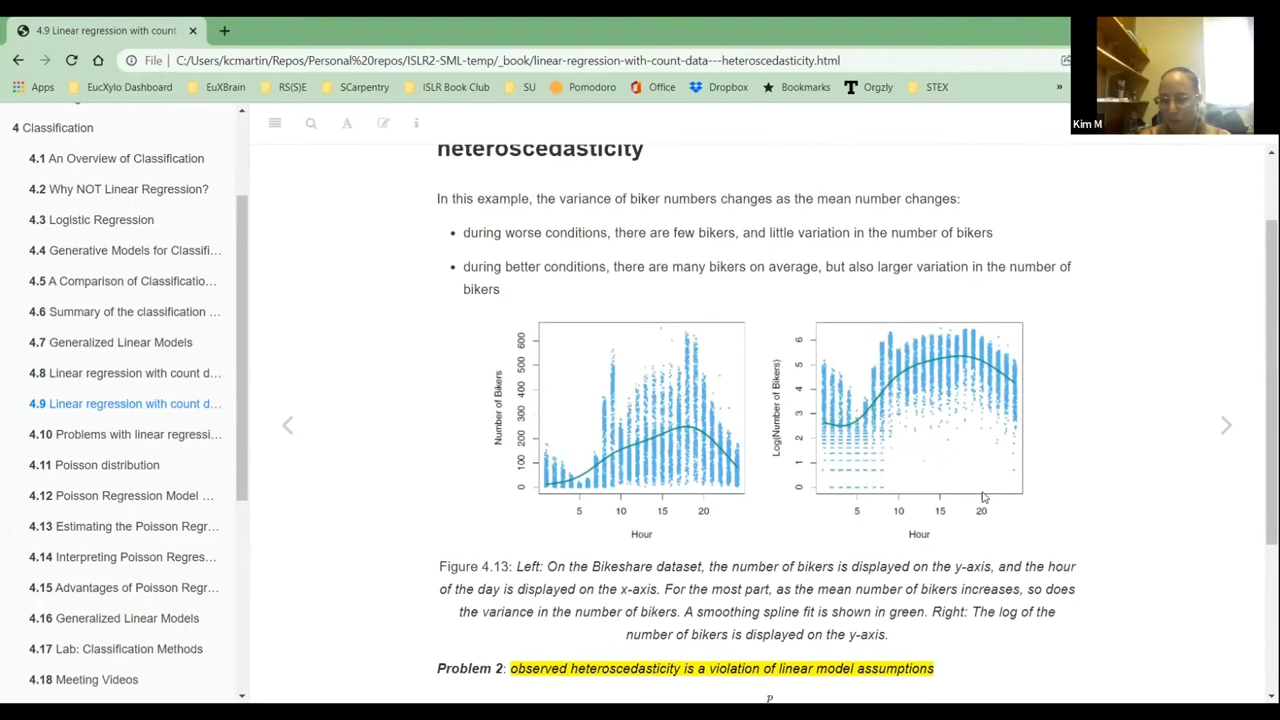 4.9 Linear regression with count
File C:/Users/kcmartin/Repos/Personal%20repos/ISLR2-SML-temp/_book/linear-regression-with-count-data---heteroscedasticity.html
Apps EucXylo Dashboard EuXBrain RS(S)E SCarpentry ISLR Book Club SU Pomodoro Office Dropbox Bookmarks Orgzly STEX »
Kim M
4 Classification
4.1 An Overview of Classification
4.2 Why NOT Linear Regression?
4.3 Logistic Regression
4.4 Generative Models for Classifi...
4.5 A Comparison of Classificatio...
4.6 Summary of the classification ...
4.7 Generalized Linear Models
4.8 Linear regression with count d...
4.9 Linear regression with count d...
4.10 Problems with linear regressi...
4.11 Poisson distribution
4.12 Poisson Regression Model ...
4.13 Estimating the Poisson Regr...
4.14 Interpreting Poisson Regres...
4.15 Advantages of Poisson Regr...
4.16 Generalized Linear Models
4.17 Lab: Classification Methods
4.18 Meeting Videos
heteroscedasticity
In this example, the variance of biker numbers changes as the mean number changes:
• during worse conditions, there are few bikers, and little variation in the number of bikers
• during better conditions, there are many bikers on average, but also larger variation in the number of
bikers
Number of Bikers
0 100 200 300 400 500 600
5 10 15 20
Hour
Log(Number of Bikers)
0 1 2 3 4 5 6
5 10 15 20
Hour
Figure 4.13: Left: On the Bikeshare dataset, the number of bikers is displayed on the y-axis, and the hour
of the day is displayed on the x-axis. For the most part, as the mean number of bikers increases, so does
the variance in the number of bikers. A smoothing spline fit is shown in green. Right: The log of the
number of bikers is displayed on the y-axis.
Problem 2: observed heteroscedasticity is a violation of linear model assumptions
p